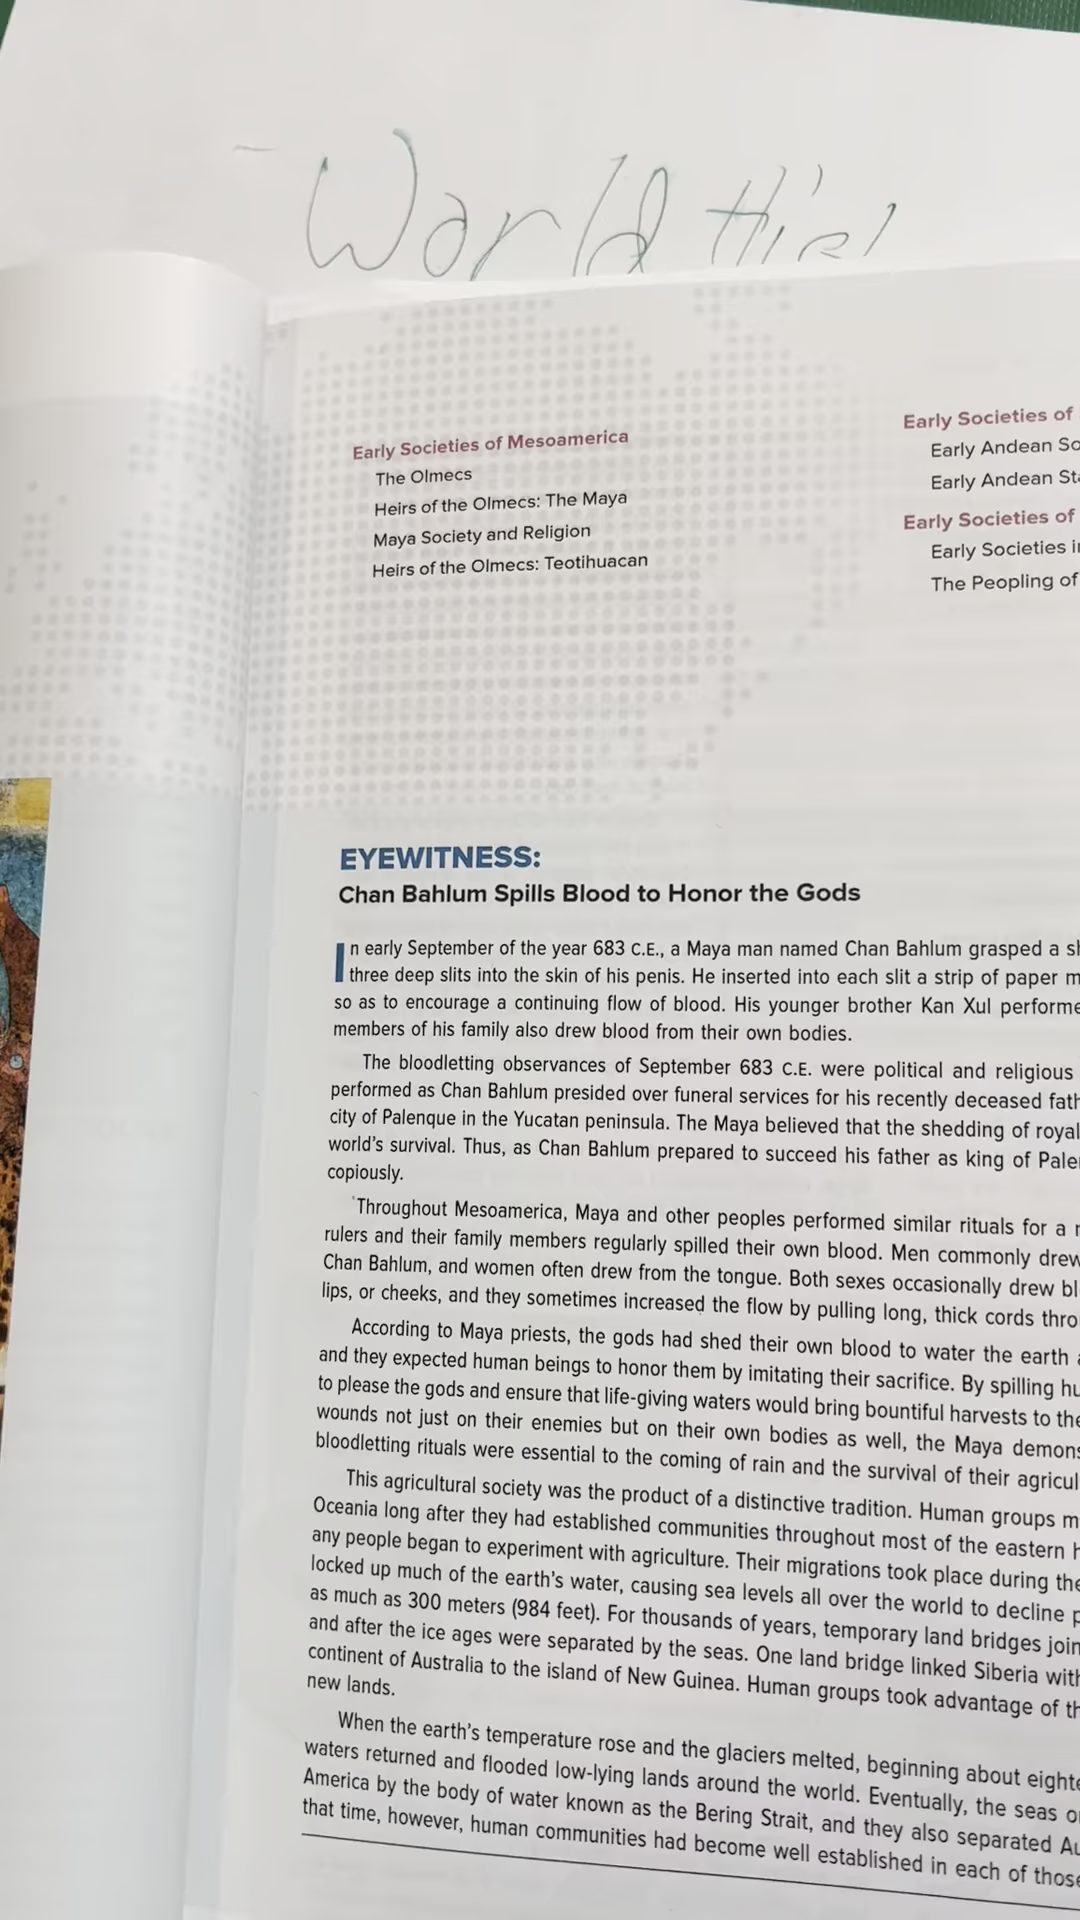 World
Early Societies of Mesoamerica
The Olmecs
Heirs of the Olmecs: The Maya
Maya Society and Religion
Heirs of the Olmecs: Teotihuacan
Early Societies of
Early Andean
Early Andean
Early Societies of
Early Societies
The Peopling of
EYEWITNESS:
Chan Bahlum Spills Blood to Honor the Gods
In early September of the year 683 C.E., a Maya man named Chan Bahlum grasped a
three deep slits into the skin of his penis. He inserted into each slit a strip of paper
so as to encourage a continuing flow of blood. His younger brother Kan Xul
members of his family also drew blood from their own bodies.
The bloodletting observances of September 683 C.E. were political and religious
performed as Chan Bahlum presided over funeral services for his recently deceased
city of Palenque in the Yucatan peninsula. The Maya believed that the shedding of royal
world's survival. Thus, as Chan Bahlum prepared to succeed his father as king of
copiously.
Throughout Mesoamerica, Maya and other peoples performed similar rituals for a
rulers and their family members regularly spilled their own blood. Men commonly drew
Chan Bahlum, and women often drew from the tongue. Both sexes occasionally drew
lips, or cheeks, and they sometimes increased the flow by pulling long, thick cords
According to Maya priests, the gods had shed their own blood to water the earth
and they expected human beings to honor them by imitating their sacrifice. By spilling
to please the gods and ensure that life-giving waters would bring bountiful harvests to
wounds not just on their enemies but on their own bodies as well, the Maya
bloodletting rituals were essential to the coming of rain and the survival of their
This agricultural society was the product of a distinctive tradition. Human groups
Oceania long after they had established communities throughout most of the eastern
any people began to experiment with agriculture. Their migrations took place during
locked up much of the earth's water, causing sea levels all over the world to decline
as much as 300 meters (984 feet). For thousands of years, temporary land bridges
and after the ice ages were separated by the seas. One land bridge linked Siberia
continent of Australia to the island of New Guinea. Human groups took advantage of
new lands.
When the earth's temperature rose and the glaciers melted, beginning about
waters returned and flooded low-lying lands around the world. Eventually, the seas
America by the body of water known as the Bering Strait, and they also separated
that time, however, human communities had become well established in each of